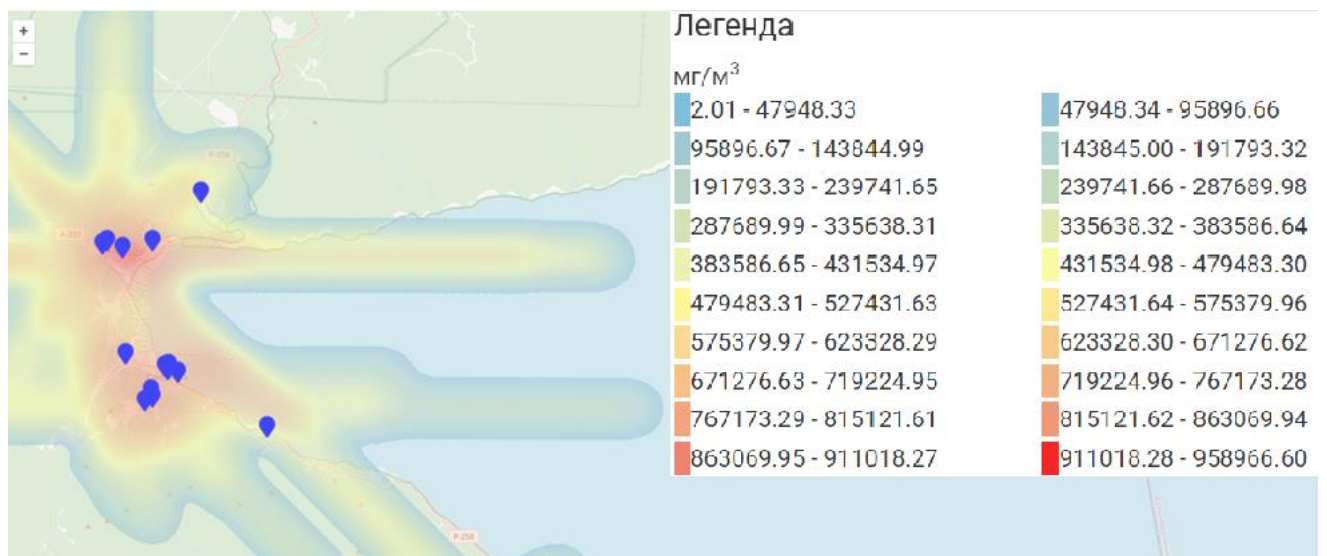 +
−
Легенда
мг/м³
2.01 - 47948.33
47948.34 - 95896.66
95896.67 - 143844.99
143845.00 - 191793.32
191793.33 - 239741.65
239741.66 - 287689.98
287689.99 - 335638.31
335638.32 - 383586.64
383586.65 - 431534.97
431534.98 - 479483.30
479483.31 - 527431.63
527431.64 - 575379.96
575379.97 - 623328.29
623328.30 - 671276.62
671276.63 - 719224.95
719224.96 - 767173.28
767173.29 - 815121.61
815121.62 - 863069.94
863069.95 - 911018.27
911018.28 - 958966.60
Р-258